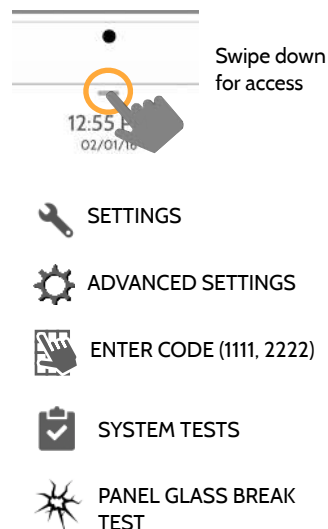 Swipe down
for access
12:55
02/01/16
SETTINGS
ADVANCED SETTINGS
ENTER CODE (1111, 2222)
SYSTEM TESTS
PANEL GLASS BREAK
TEST